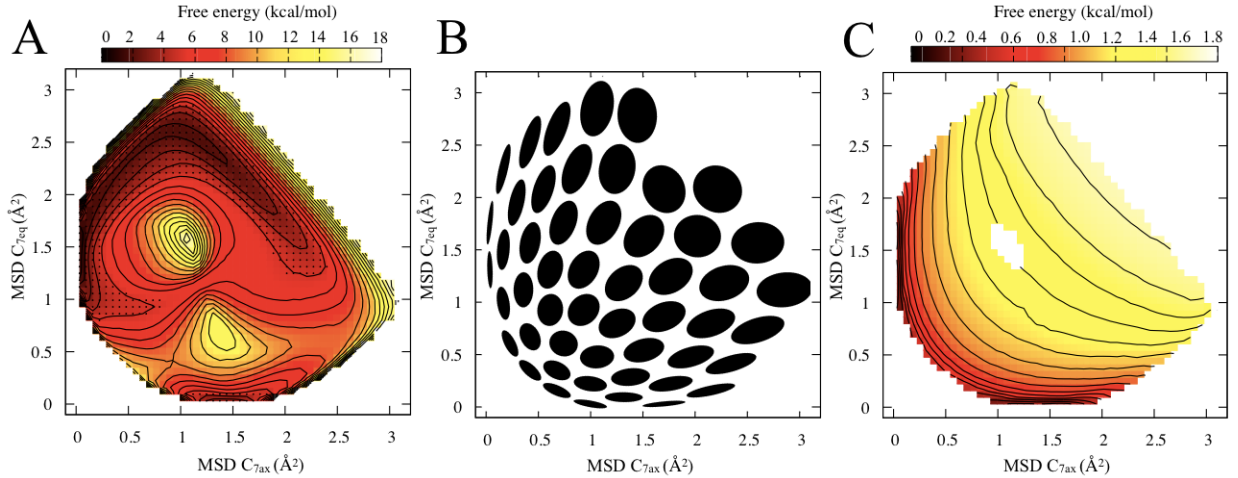 A
Free energy (kcal/mol)
0 2 4 6 8 10 12 14 16 18
MSD C7eq (Å²)
3
2.5
2
1.5
1
0.5
0
0 0.5 1 1.5 2 2.5 3
MSD C7ax (Å²)
B
MSD C7eq (Å²)
3
2.5
2
1.5
1
0.5
0
0 0.5 1 1.5 2 2.5 3
MSD C7ax (Å²)
C
Free energy (kcal/mol)
0 0.2 0.4 0.6 0.8 1.0 1.2 1.4 1.6 1.8
MSD C7eq (Å²)
3
2.5
2
1.5
1
0.5
0
0 0.5 1 1.5 2 2.5 3
MSD C7ax (Å²)